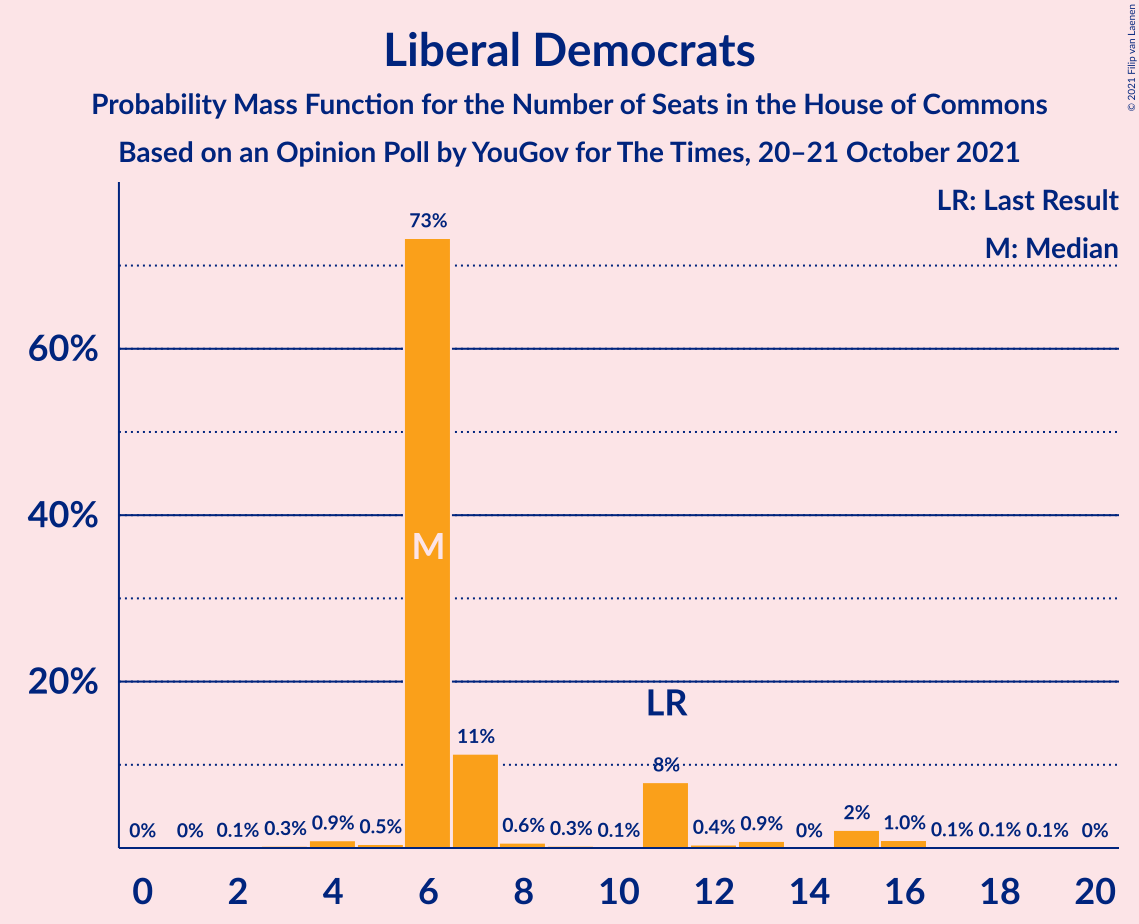 © 2021 Filip van Laenen
Liberal Democrats
Probability Mass Function for the Number of Seats in the House of Commons
Based on an Opinion Poll by YouGov for The Times, 20–21 October 2021
LR: Last Result
M: Median
73%
60%
40%
M
20%
LR
11%
8%
0% 0% 0.1% 0.3% 0.9% 0.5% 0.6% 0.3% 0.1% 0.4% 0.9% 0% 2% 1.0% 0.1% 0.1% 0.1% 0%
0 2 4 6 8 10 12 14 16 18 20